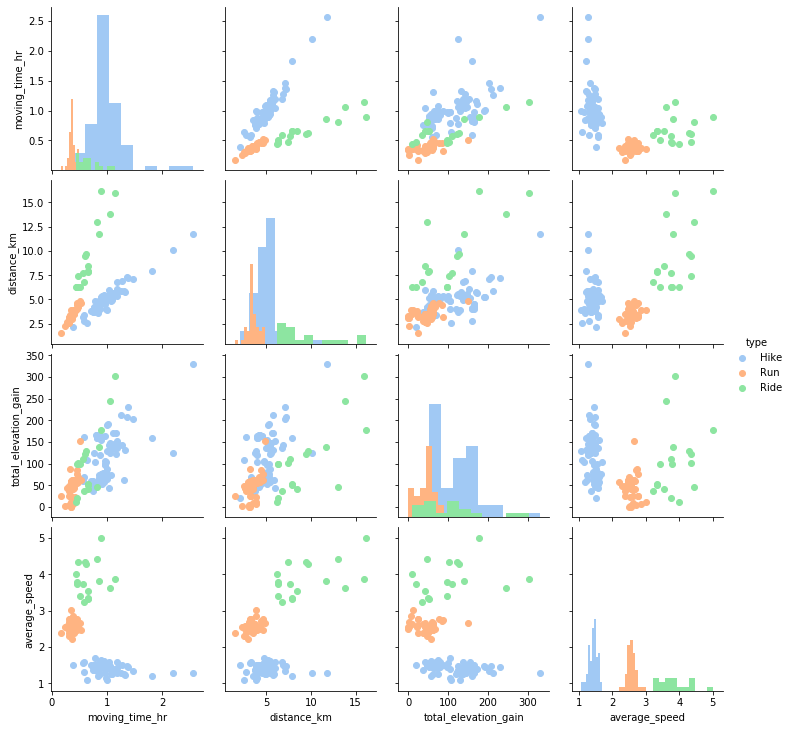 2.5
2.0
1.5
1.0
0.5
moving_time_hr
15.0
12.5
10.0
7.5
5.0
2.5
distance_km
type
Hike
Run
Ride
350
300
250
200
150
100
50
0
total_elevation_gain
5
4
3
2
1
average_speed
0 1 2
5 10 15
0 100 200 300
1 2 3 4 5
moving_time_hr distance_km total_elevation_gain average_speed